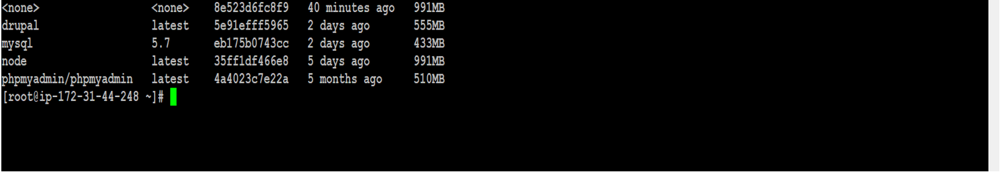 <none> <none> 8e523d6fc8f9 40 minutes ago 991MB
drupal latest 5e91efff5965 2 days ago 555MB
mysql 5.7 eb175b0743cc 2 days ago 433MB
node latest 35ff1df466e8 5 days ago 991MB
phpmyadmin/phpmyadmin latest 4a4023c7e22a 5 months ago 510MB
[root@ip-172-31-44-248 ~]#